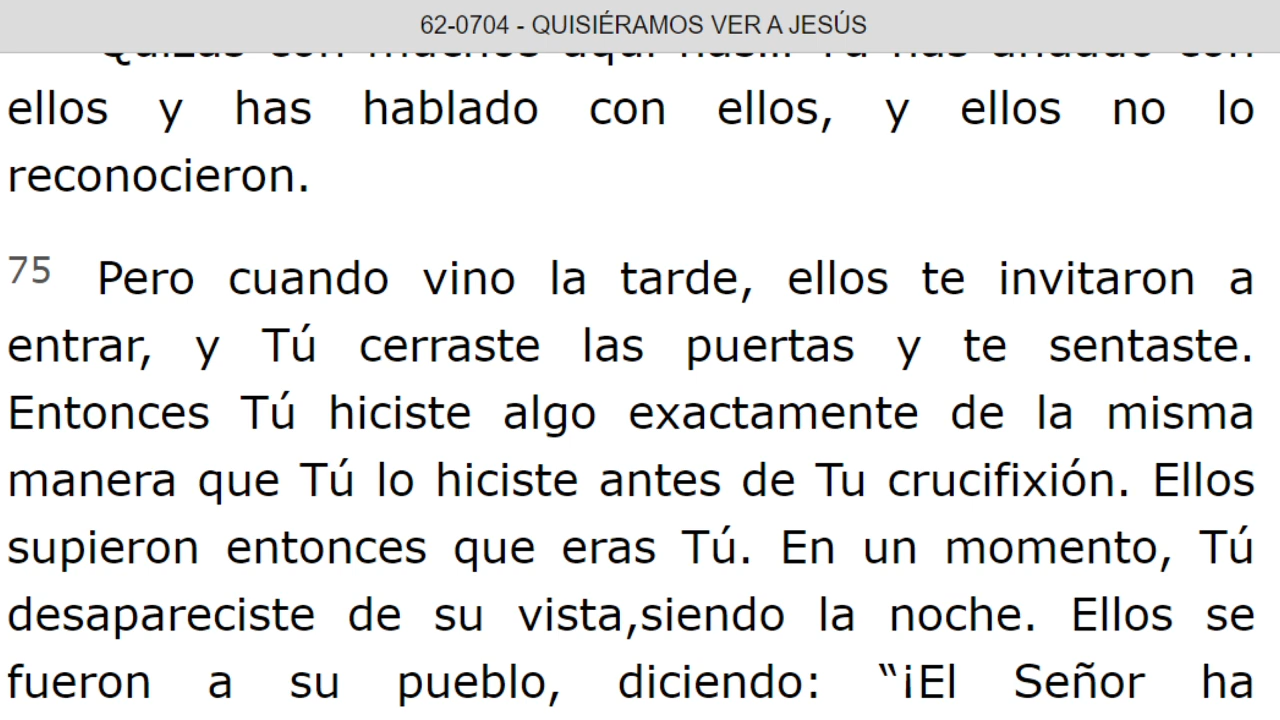 62-0704 - QUISIÉRAMOS VER A JESÚS
ellos y has hablado con ellos, y ellos no lo
reconocieron.
75 Pero cuando vino la tarde, ellos te invitaron a
entrar, y Tú cerraste las puertas y te sentaste.
Entonces Tú hiciste algo exactamente de la misma
manera que Tú lo hiciste antes de Tu crucifixión. Ellos
supieron entonces que eras Tú. En un momento, Tú
desapareciste de su vista,siendo la noche. Ellos se
fueron a su pueblo, diciendo: “¡El Señor ha